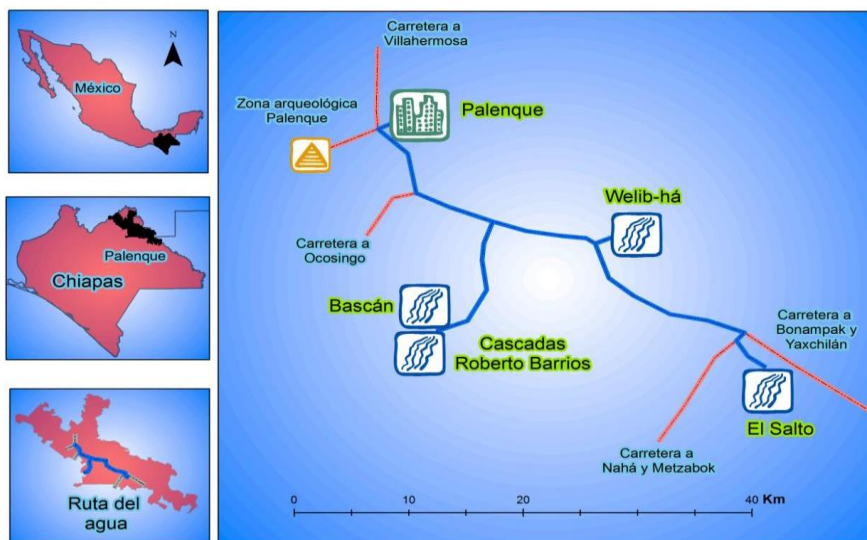 México
Palenque
Chiapas
Ruta del
agua
Carretera a
Villahermosa
Zona arqueológica
Palenque
Palenque
Welib-há
Carretera a
Ocosingo
Bascán
Cascadas
Roberto Barrios
Carretera a
Bonampak y
Yaxchilán
El Salto
Carretera a
Nahá y Metzabok
0 10 20 40 Km